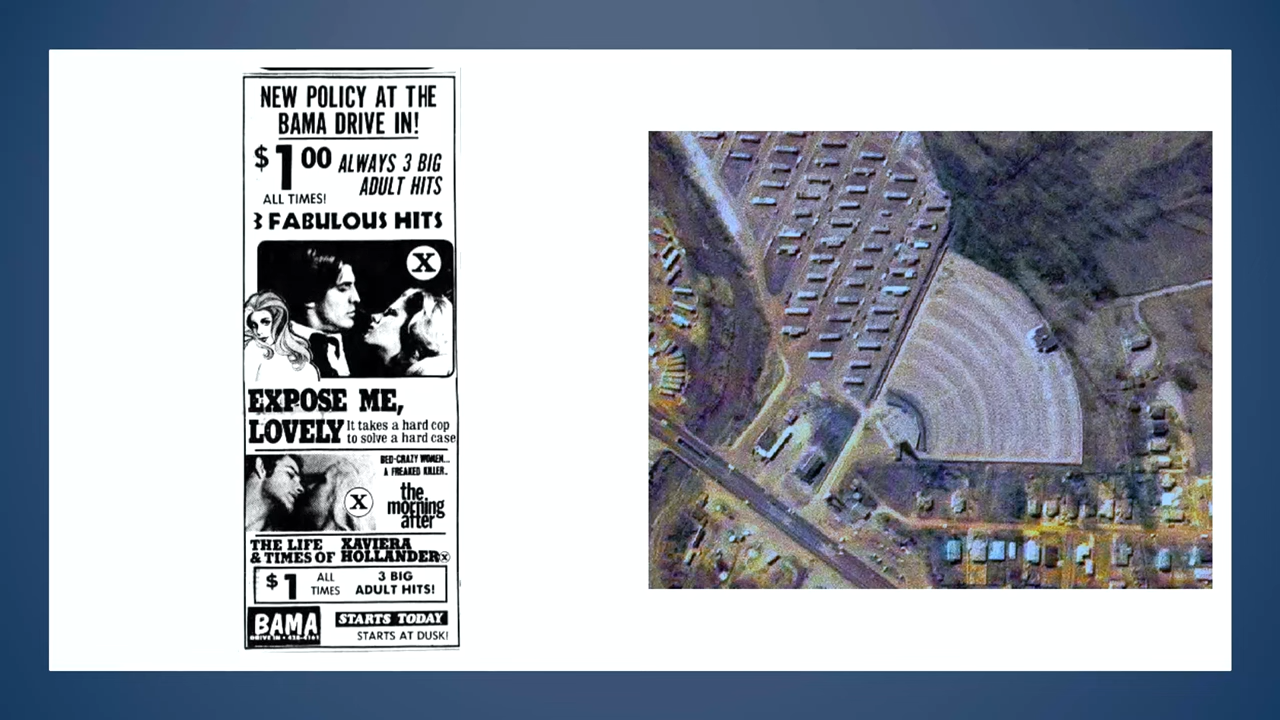 NEW POLICY AT THE
BAMA DRIVE IN!
$1.00 ALWAYS 3 BIG
ADULT HITS
ALL TIMES!
3 FABULOUS HITS
X
EXPOSE ME,
LOVELY It takes a hard cop
to solve a hard case
BED-CRAZY WOMEN...
A FREAKED KILLER..
X
the
morning
after
THE LIFE & TIMES OF
XAVIERA HOLLANDER X
$1 ALL TIMES
3 BIG
ADULT HITS!
BAMA
DRIVE IN
STARTS TODAY
STARTS AT DUSK!